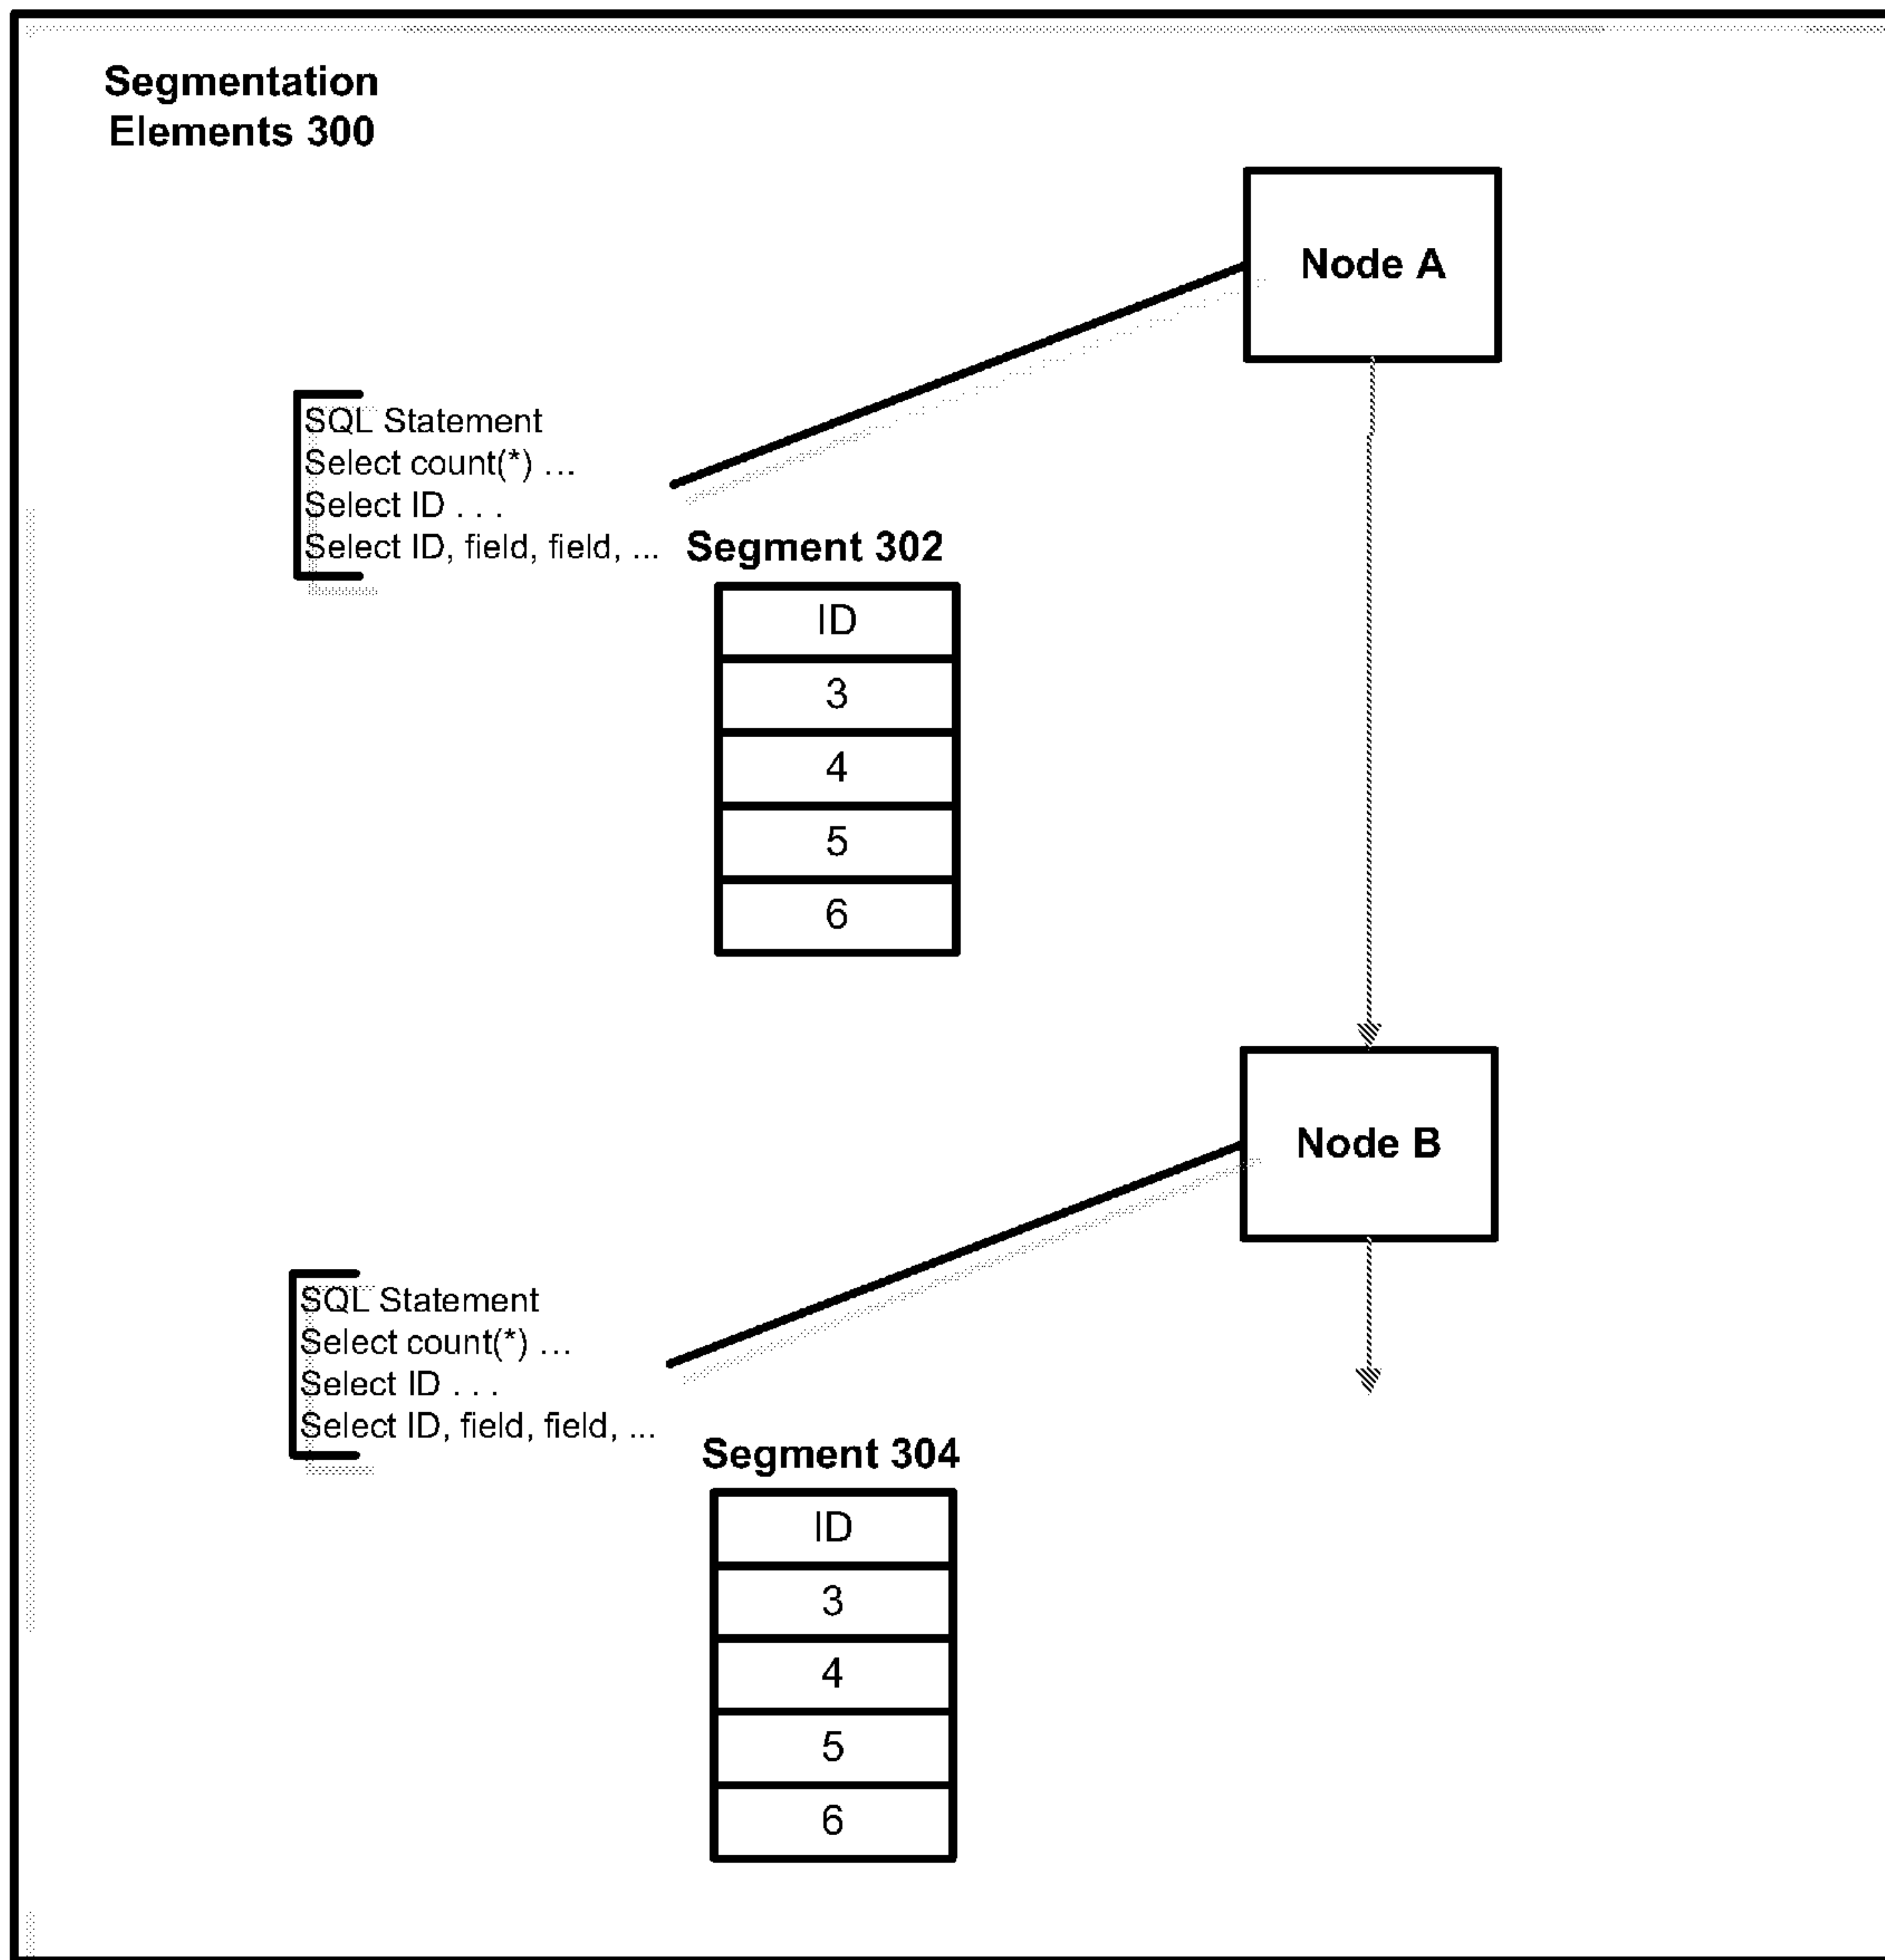 Segmentation
Elements 300
Node A
SQL Statement
Select count(*) ...
Select ID . . .
Select ID, field, field, ...
Segment 302
ID
3
4
5
6
Node B
SQL Statement
Select count(*) ...
Select ID . . .
Select ID, field, field, ...
Segment 304
ID
3
4
5
6